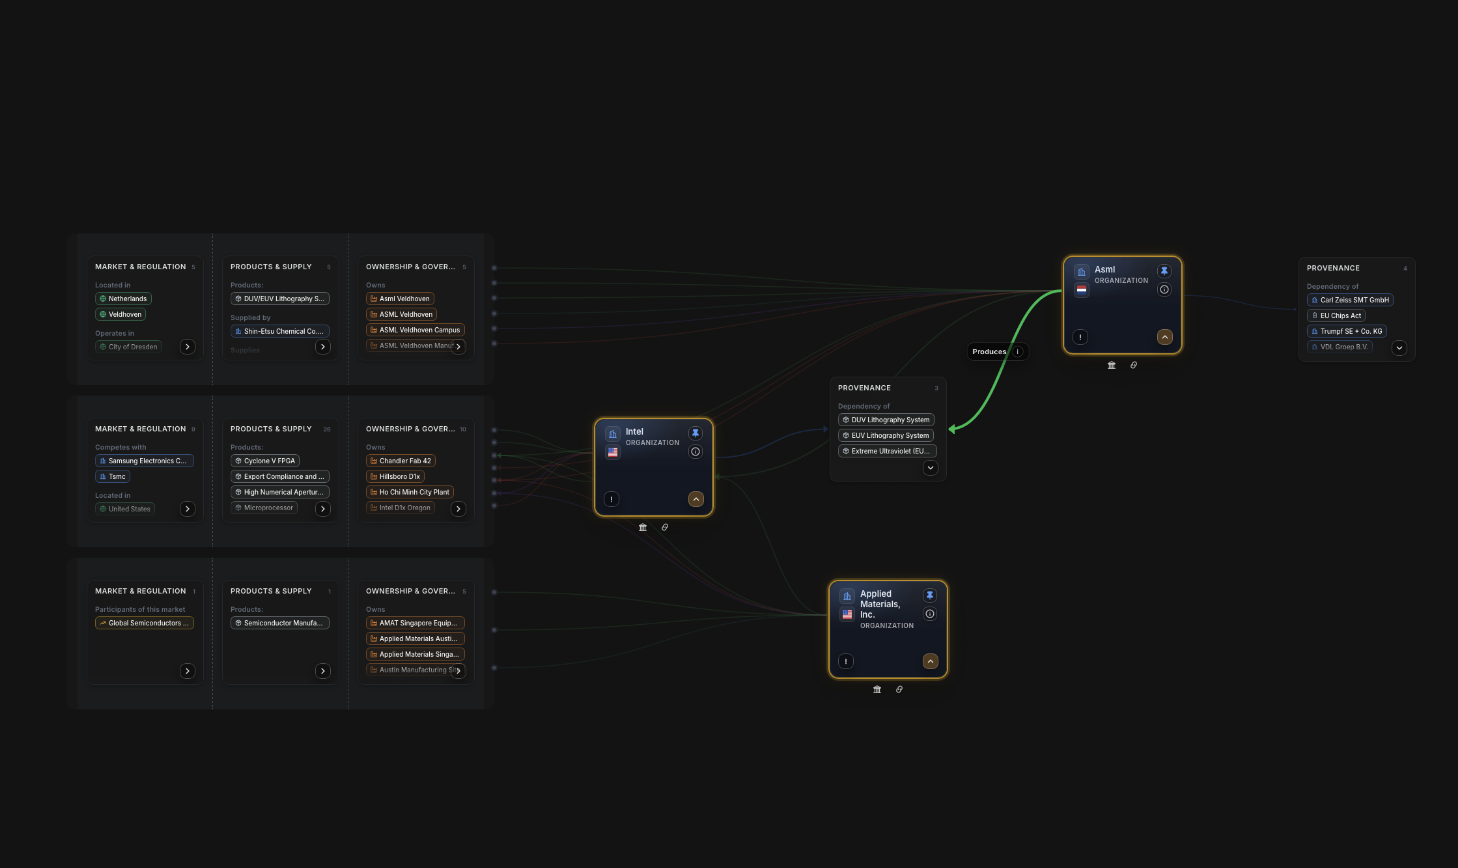 MARKET & REGULATION 5
Located in
Netherlands
Veldhoven
Operates in
City of Dresden
PRODUCTS & SUPPLY 3
Products:
DUV/EUV Lithography S...
Supplied by
Shin-Etsu Chemical Co....
Supplies
OWNERSHIP & GOVER... 5
Owns
Asml Veldhoven
ASML Veldhoven
ASML Veldhoven Campus
ASML Veldhoven Manuf
Asml
ORGANIZATION
!
PROVENANCE 4
Dependency of
Carl Zeiss SMT GmbH
EU Chips Act
Trumpf SE + Co. KG
VDL Groep B.V.
Produces i
PROVENANCE 3
Dependency of
DUV Lithography System
EUV Lithography System
Extreme Ultraviolet (EU...
MARKET & REGULATION 9
Competes with
Samsung Electronics C...
Tsmc
Located in
United States
PRODUCTS & SUPPLY 26
Products:
Cyclone V FPGA
Export Compliance and ...
High Numerical Apertur...
Microprocessor
OWNERSHIP & GOVER... 10
Owns
Chandler Fab 42
Hillsboro D1x
Ho Chi Minh City Plant
Intel D1x Oregon
Intel
ORGANIZATION
!
MARKET & REGULATION 1
Participants of this market
Global Semiconductors ...
PRODUCTS & SUPPLY 1
Products:
Semiconductor Manufa...
OWNERSHIP & GOVER... 5
Owns
AMAT Singapore Equip...
Applied Materials Austi...
Applied Materials Singa...
Austin Manufacturing Sit
Applied
Materials,
Inc.
ORGANIZATION
!